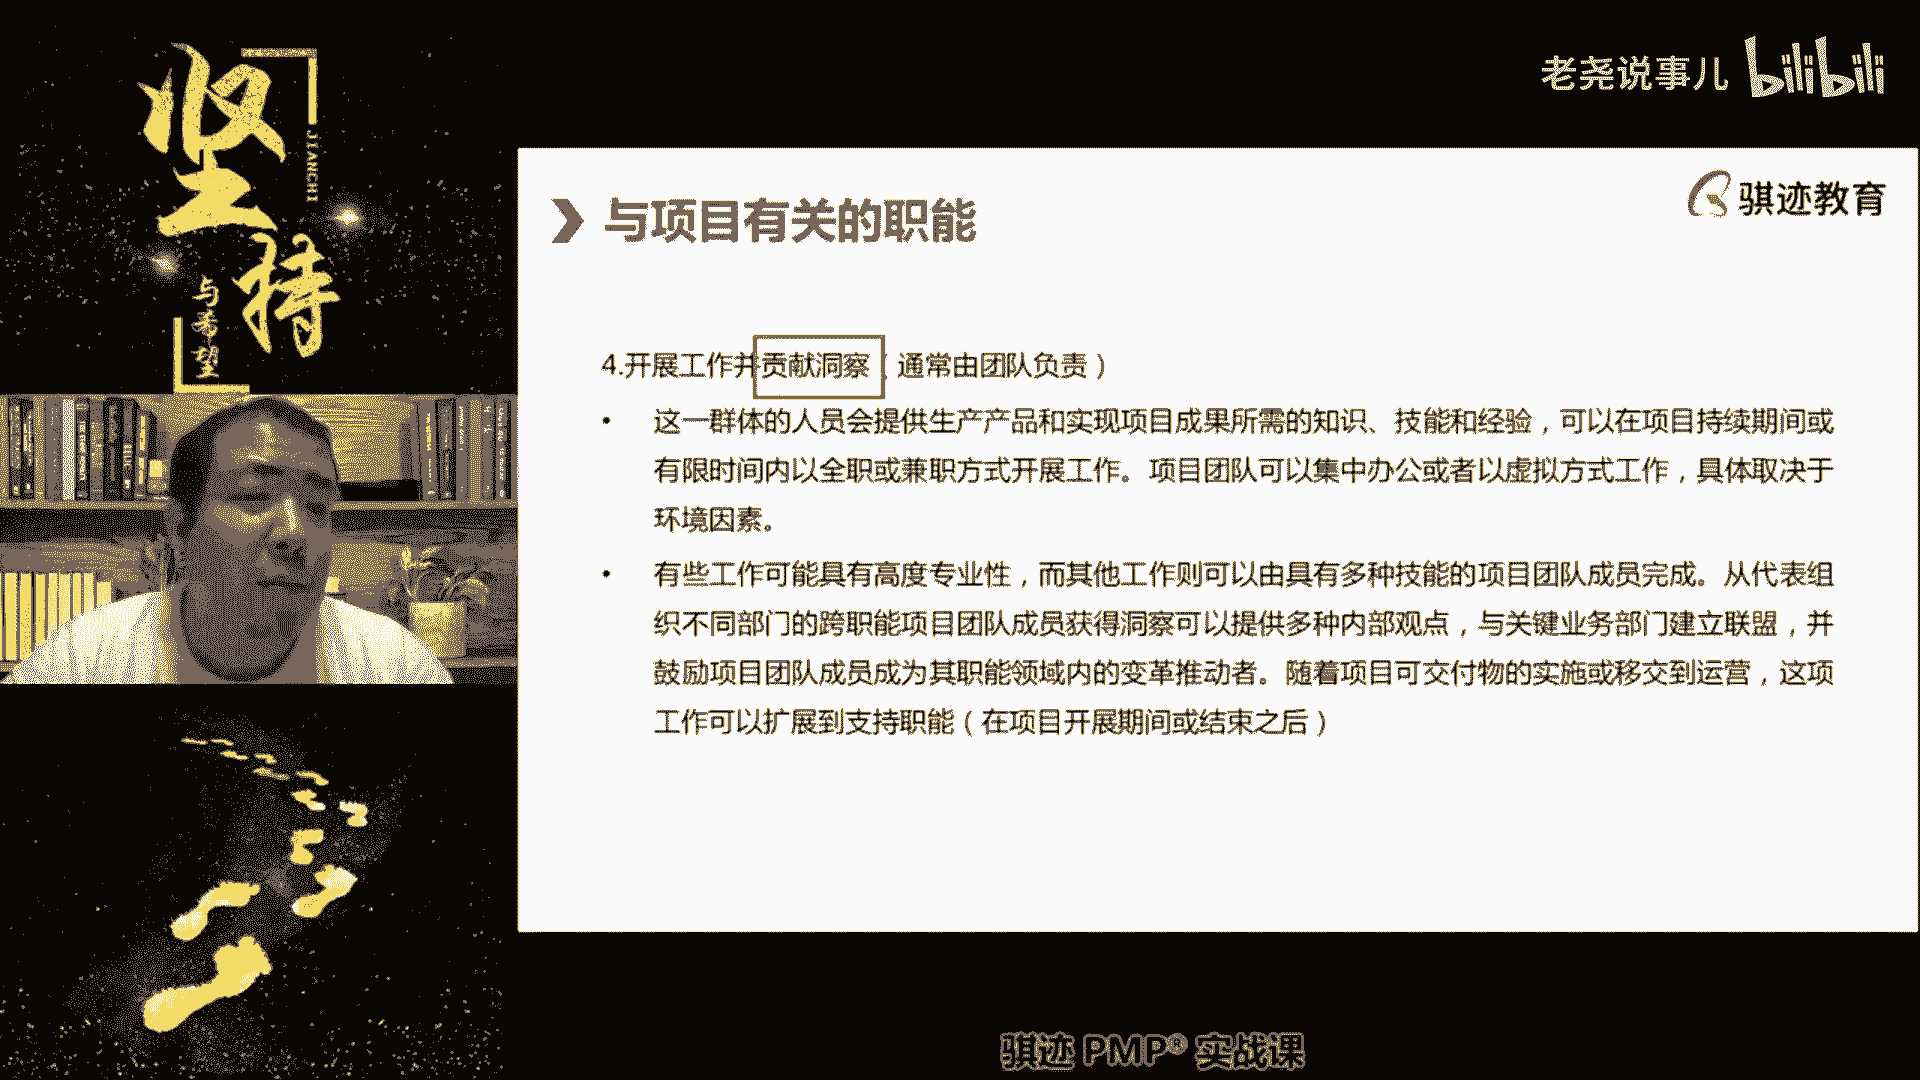 坚持
JIANCHI
与希望
老尧说事儿 bilibili
骐迹教育
与项目有关的职能
4.开展工作并贡献洞察（通常由团队负责）
• 这一群体的人员会提供生产产品和实现项目成果所需的知识、技能和经验，可以在项目持续期间或
有限时间内以全职或兼职方式开展工作。项目团队可以集中办公或者以虚拟方式工作，具体取决于
环境因素。
• 有些工作可能具有高度专业性，而其他工作则可以由具有多种技能的项目团队成员完成。从代表组
织不同部门的跨职能项目团队成员获得洞察可以提供多种内部观点，与关键业务部门建立联盟，并
鼓励项目团队成员成为其职能领域内的变革推动者。随着项目可交付物的实施或移交到运营，这项
工作可以扩展到支持职能（在项目开展期间或结束之后）
骐迹 PMP® 实战课